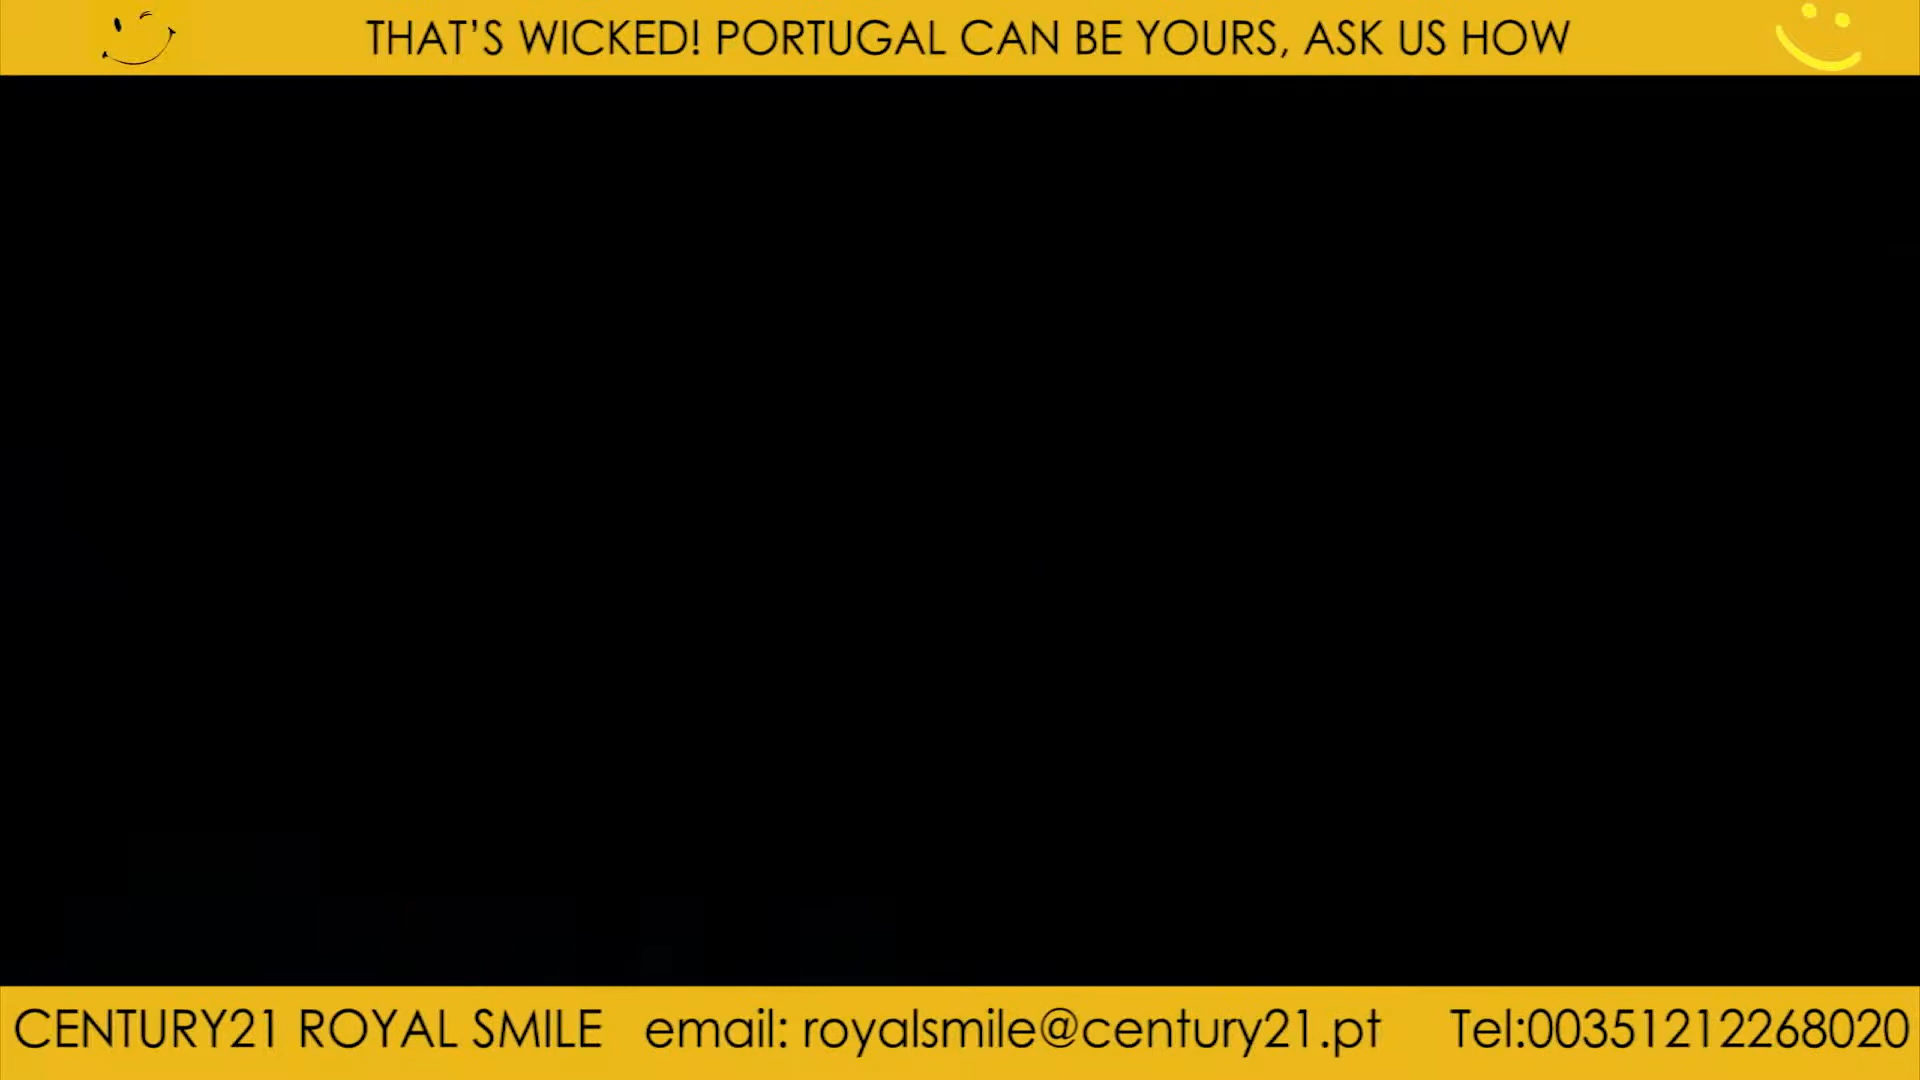 THAT'S WICKED! PORTUGAL CAN BE YOURS, ASK US HOW
CENTURY21 ROYAL SMILE email: royalsmile@century21.pt Tel:00351212268020